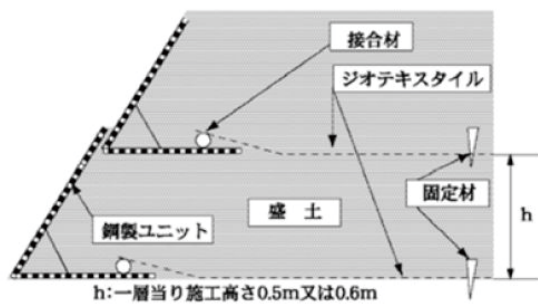 接合材
ジオテキスタイル
固定材
h
盛 土
鋼製ユニット
h:一層当り施工高さ0.5m又は0.6m